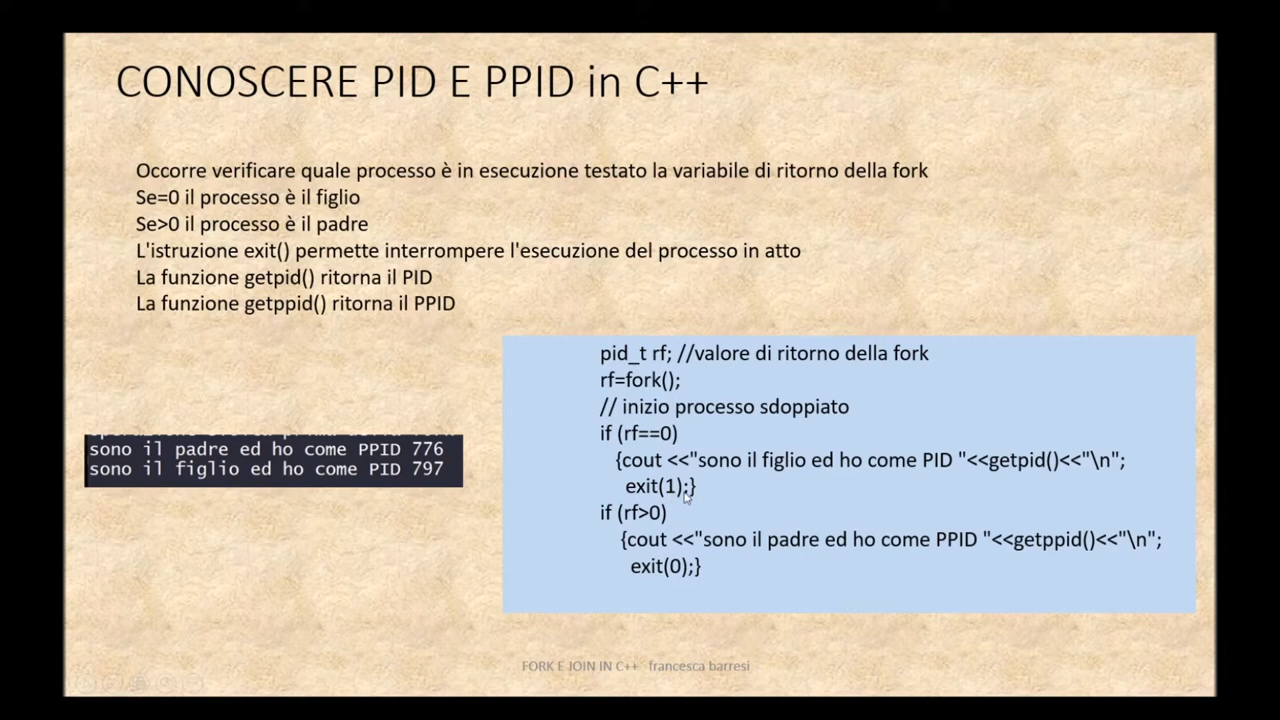 CONOSCERE PID E PPID in C++
Occorre verificare quale processo è in esecuzione testato la variabile di ritorno della fork
Se=0 il processo è il figlio
Se>0 il processo è il padre
L'istruzione exit() permette interrompere l'esecuzione del processo in atto
La funzione getpid() ritorna il PID
La funzione getppid() ritorna il PPID
pid_t rf; //valore di ritorno della fork
rf=fork();
// inizio processo sdoppiato
if (rf==0)
{cout <<"sono il figlio ed ho come PID "<<getpid()<<"\n";
exit(1);}
if (rf>0)
{cout <<"sono il padre ed ho come PPID "<<getppid()<<"\n";
exit(0);}
sono il padre ed ho come PPID 776
sono il figlio ed ho come PID 797
FORK E JOIN IN C++ francesca barresi